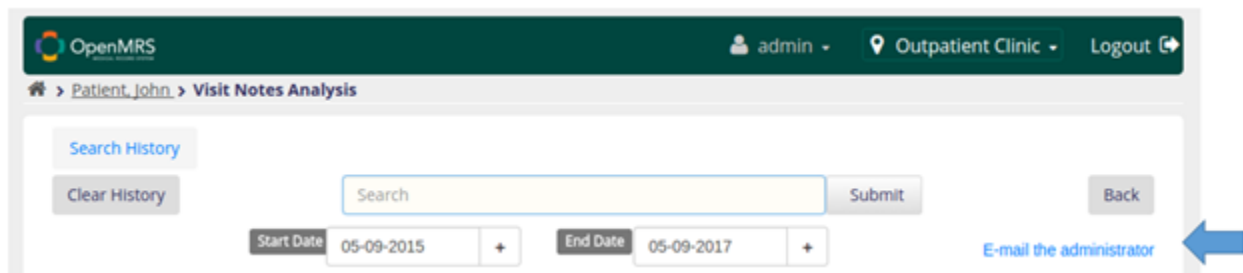 OpenMRS
admin
Outpatient Clinic
Logout
> Patient, John > Visit Notes Analysis
Search History
Clear History
Search
Submit
Back
Start Date
05-09-2015
+
End Date
05-09-2017
+
E-mail the administrator